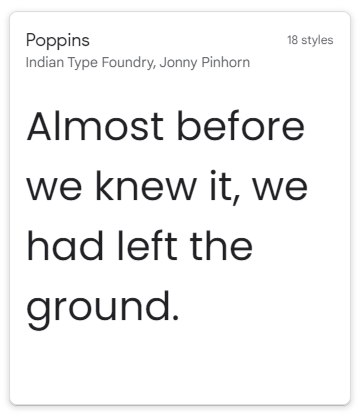 Poppins
18 styles
Indian Type Foundry, Jonny Pinhorn
Almost before
we knew it, we
had left the
ground.